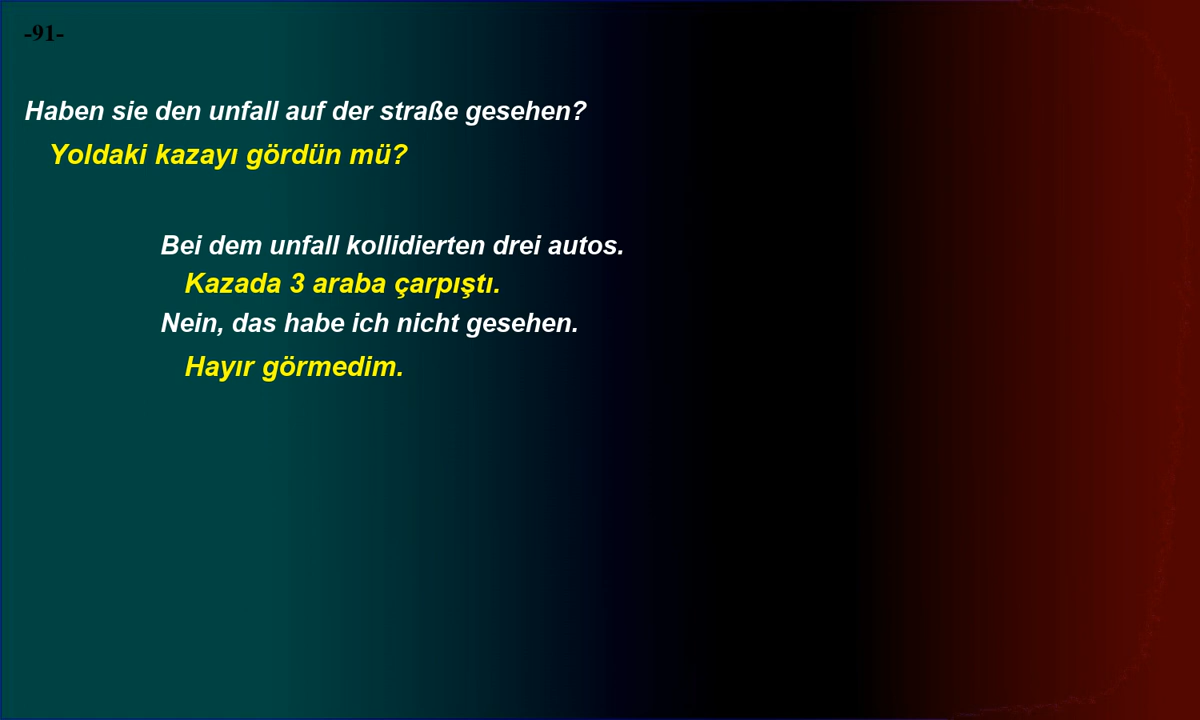 -91-
Haben sie den unfall auf der straße gesehen?
Yoldaki kazayı gördün mü?
Bei dem unfall kollidierten drei autos.
Kazada 3 araba çarpıştı.
Nein, das habe ich nicht gesehen.
Hayır görmedim.